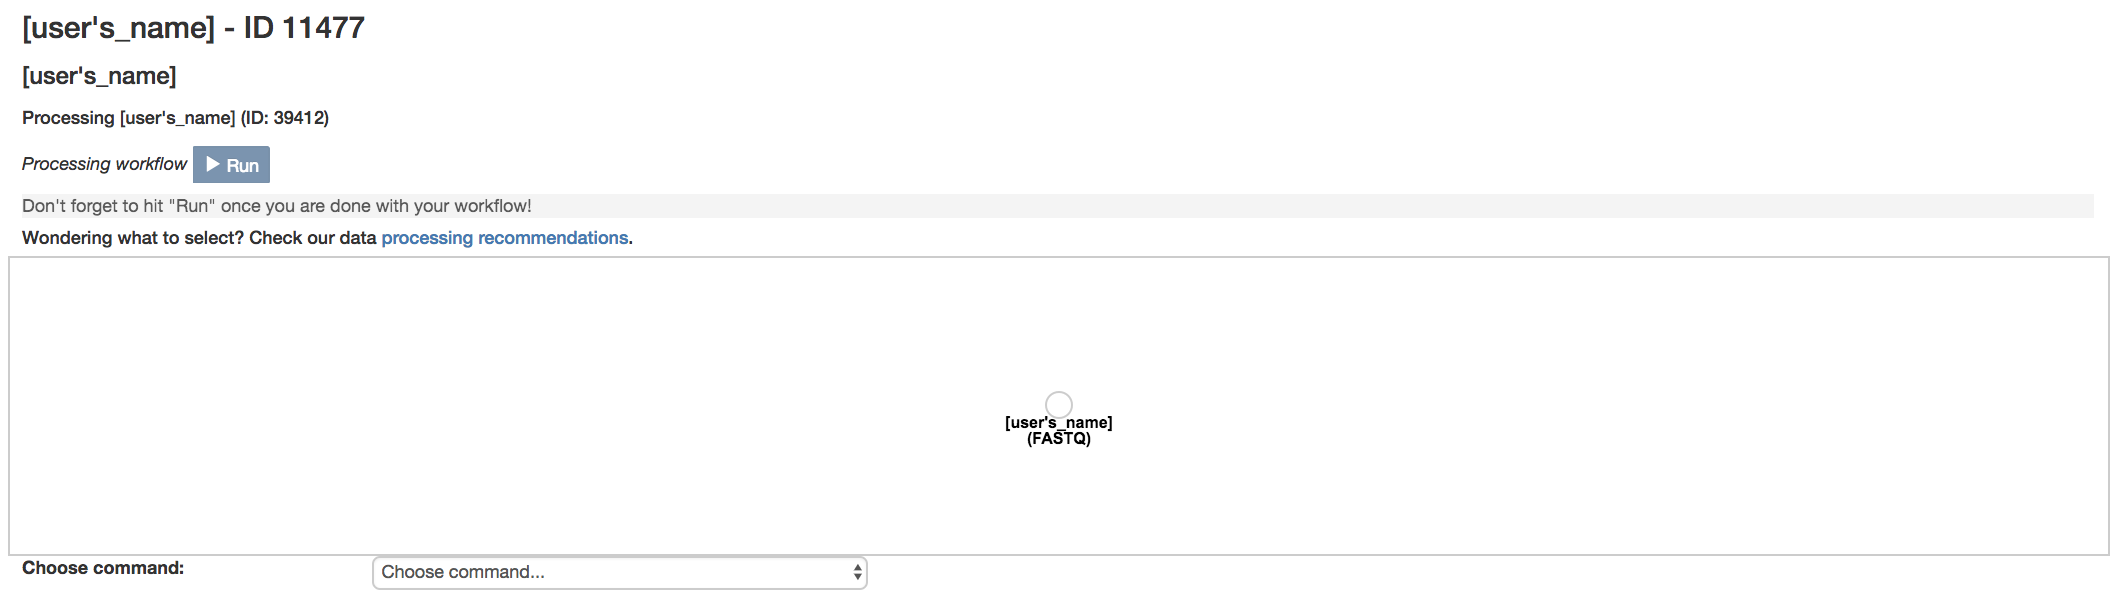 [user's_name] - ID 11477
[user's_name]
Processing [user's_name] (ID: 39412)
Processing workflow Run
Don't forget to hit "Run" once you are done with your workflow!
Wondering what to select? Check our data processing recommendations.
[user's_name]
(FASTQ)
Choose command: Choose command...